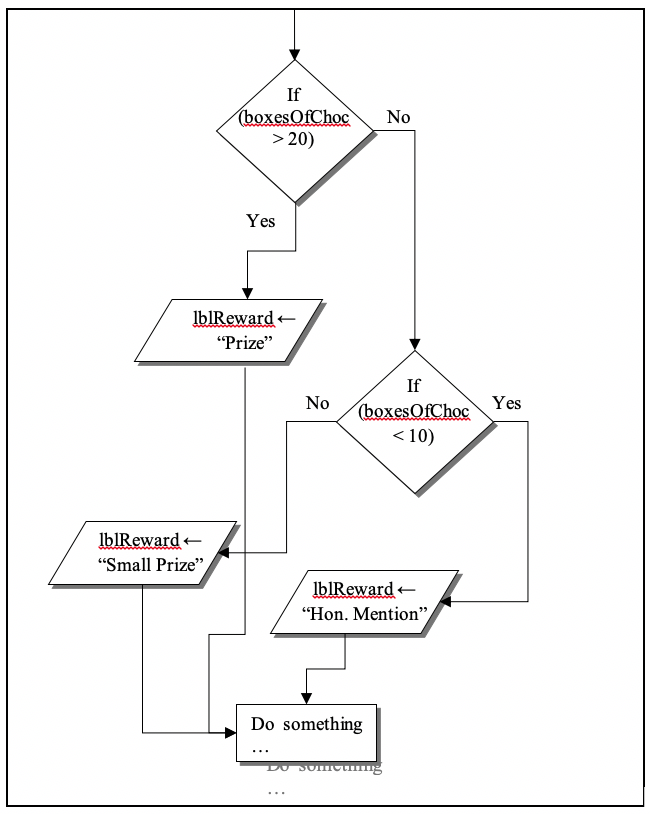 If
(boxesOfChoc
> 20)
No
Yes
lblReward ←
“Prize”
If
(boxesOfChoc
< 10)
No
Yes
lblReward ←
“Small Prize”
lblReward ←
“Hon. Mention”
Do something
…
Do something
…